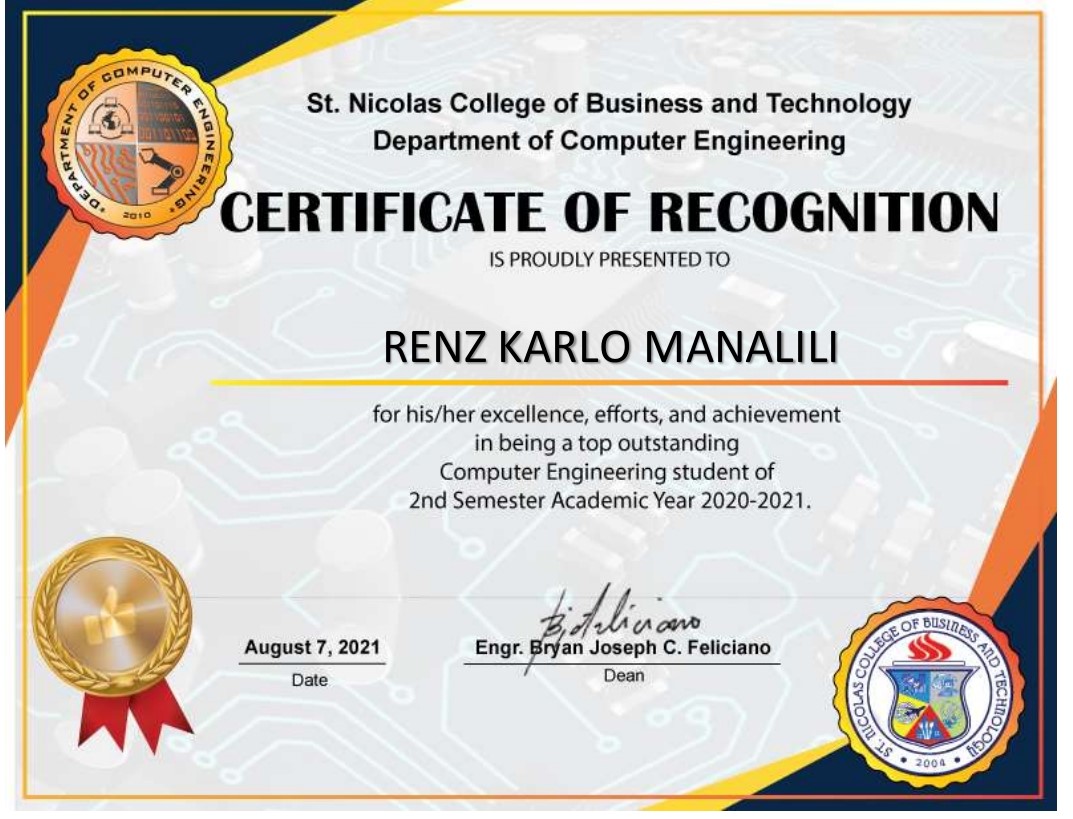 DEPARTMENT OF COMPUTER ENGINEERING
2010
St. Nicolas College of Business and Technology
Department of Computer Engineering
CERTIFICATE OF RECOGNITION
IS PROUDLY PRESENTED TO
RENZ KARLO MANALILI
for his/her excellence, efforts, and achievement
in being a top outstanding
Computer Engineering student of
2nd Semester Academic Year 2020-2021.
August 7, 2021
Date
Engr. Bryan Joseph C. Feliciano
Dean
ST. NICOLAS COLLEGE OF BUSINESS AND TECHNOLOGY
2004